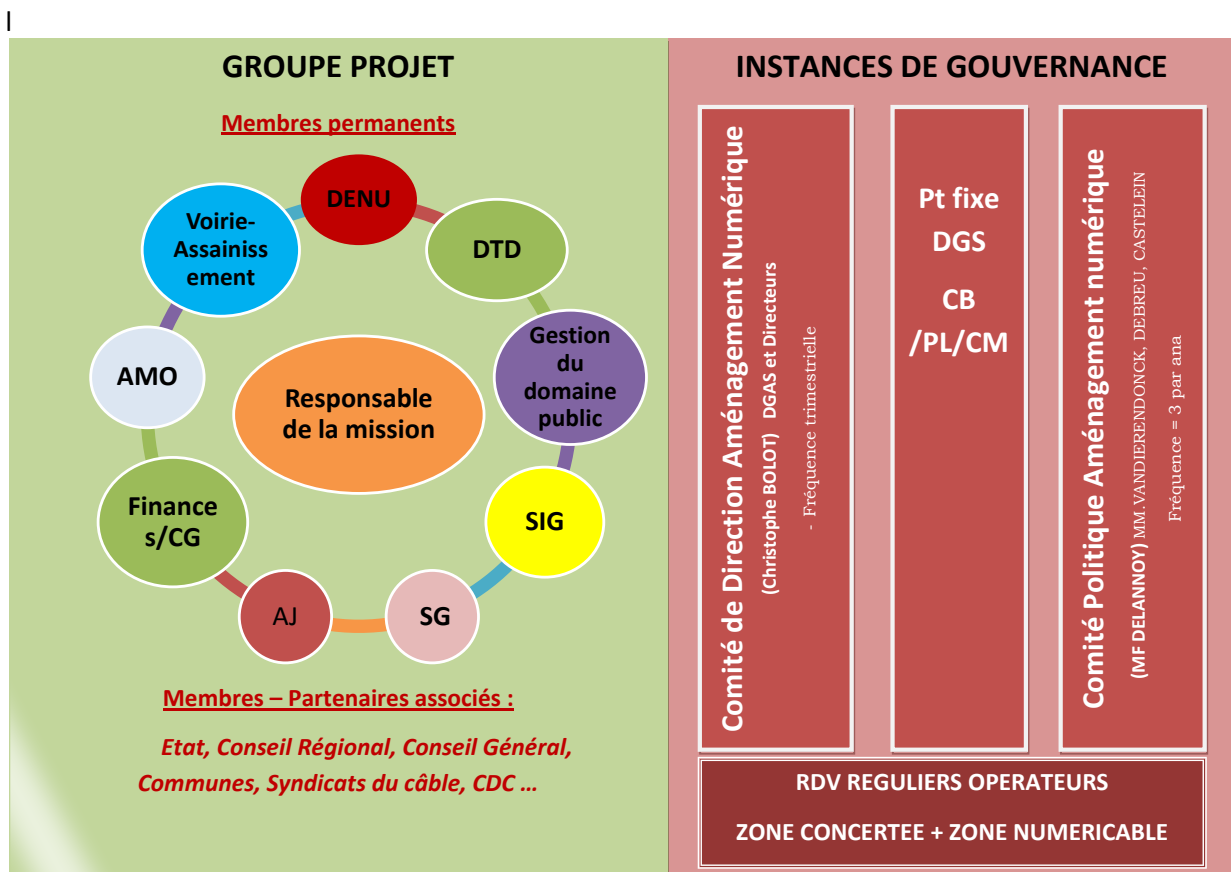 GROUPE PROJET
Membres permanents
DENU
DTD
Gestion
du
domaine
public
SIG
SG
AJ
Finance
s/CG
AMO
Voirie-
Assainiss
ement
Responsable
de la mission
Membres – Partenaires associés :
Etat, Conseil Régional, Conseil Général,
Communes, Syndicats du câble, CDC ...
INSTANCES DE GOUVERNANCE
Comité de Direction Aménagement Numérique
(Christophe BOLOT) DGAS et Directeurs
- Fréquence trimestrielle
Pt fixe
DGS
CB
/PL/CM
Comité Politique Aménagement numérique
(MF DELANNOY) MM.VANDIERENDONCK, DEBREU, CASTELEIN
Fréquence = 3 par ana
RDV REGULIERS OPERATEURS
ZONE CONCERTEE + ZONE NUMERICABLE